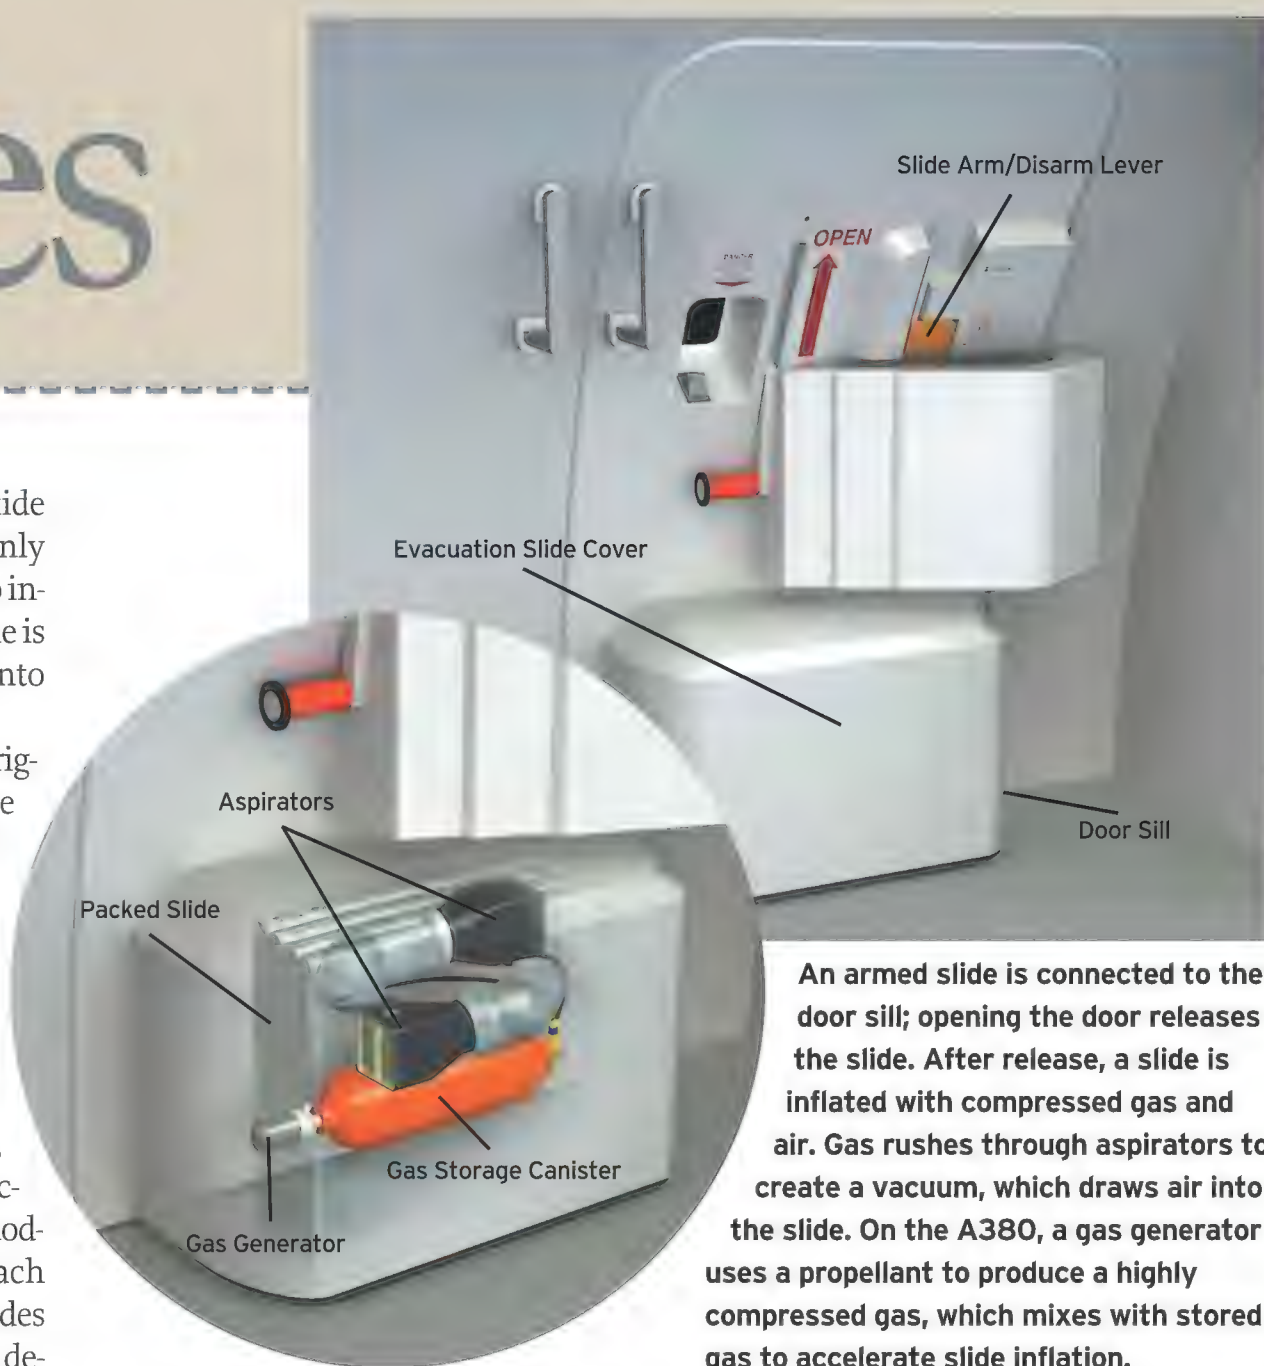 es
Slide Arm/Disarm Lever
OPEN
Evacuation Slide Cover
Door Sill
Aspirators
Packed Slide
Gas Storage Canister
Gas Generator
ide
nly
in-
e is
nto
rig-
e
c-
od-
ach
des
de-
An armed slide is connected to the
door sill; opening the door releases
the slide. After release, a slide is
inflated with compressed gas and
air. Gas rushes through aspirators to
create a vacuum, which draws air into
the slide. On the A380, a gas generator
uses a propellant to produce a highly
compressed gas, which mixes with stored
gas to accelerate slide inflation.